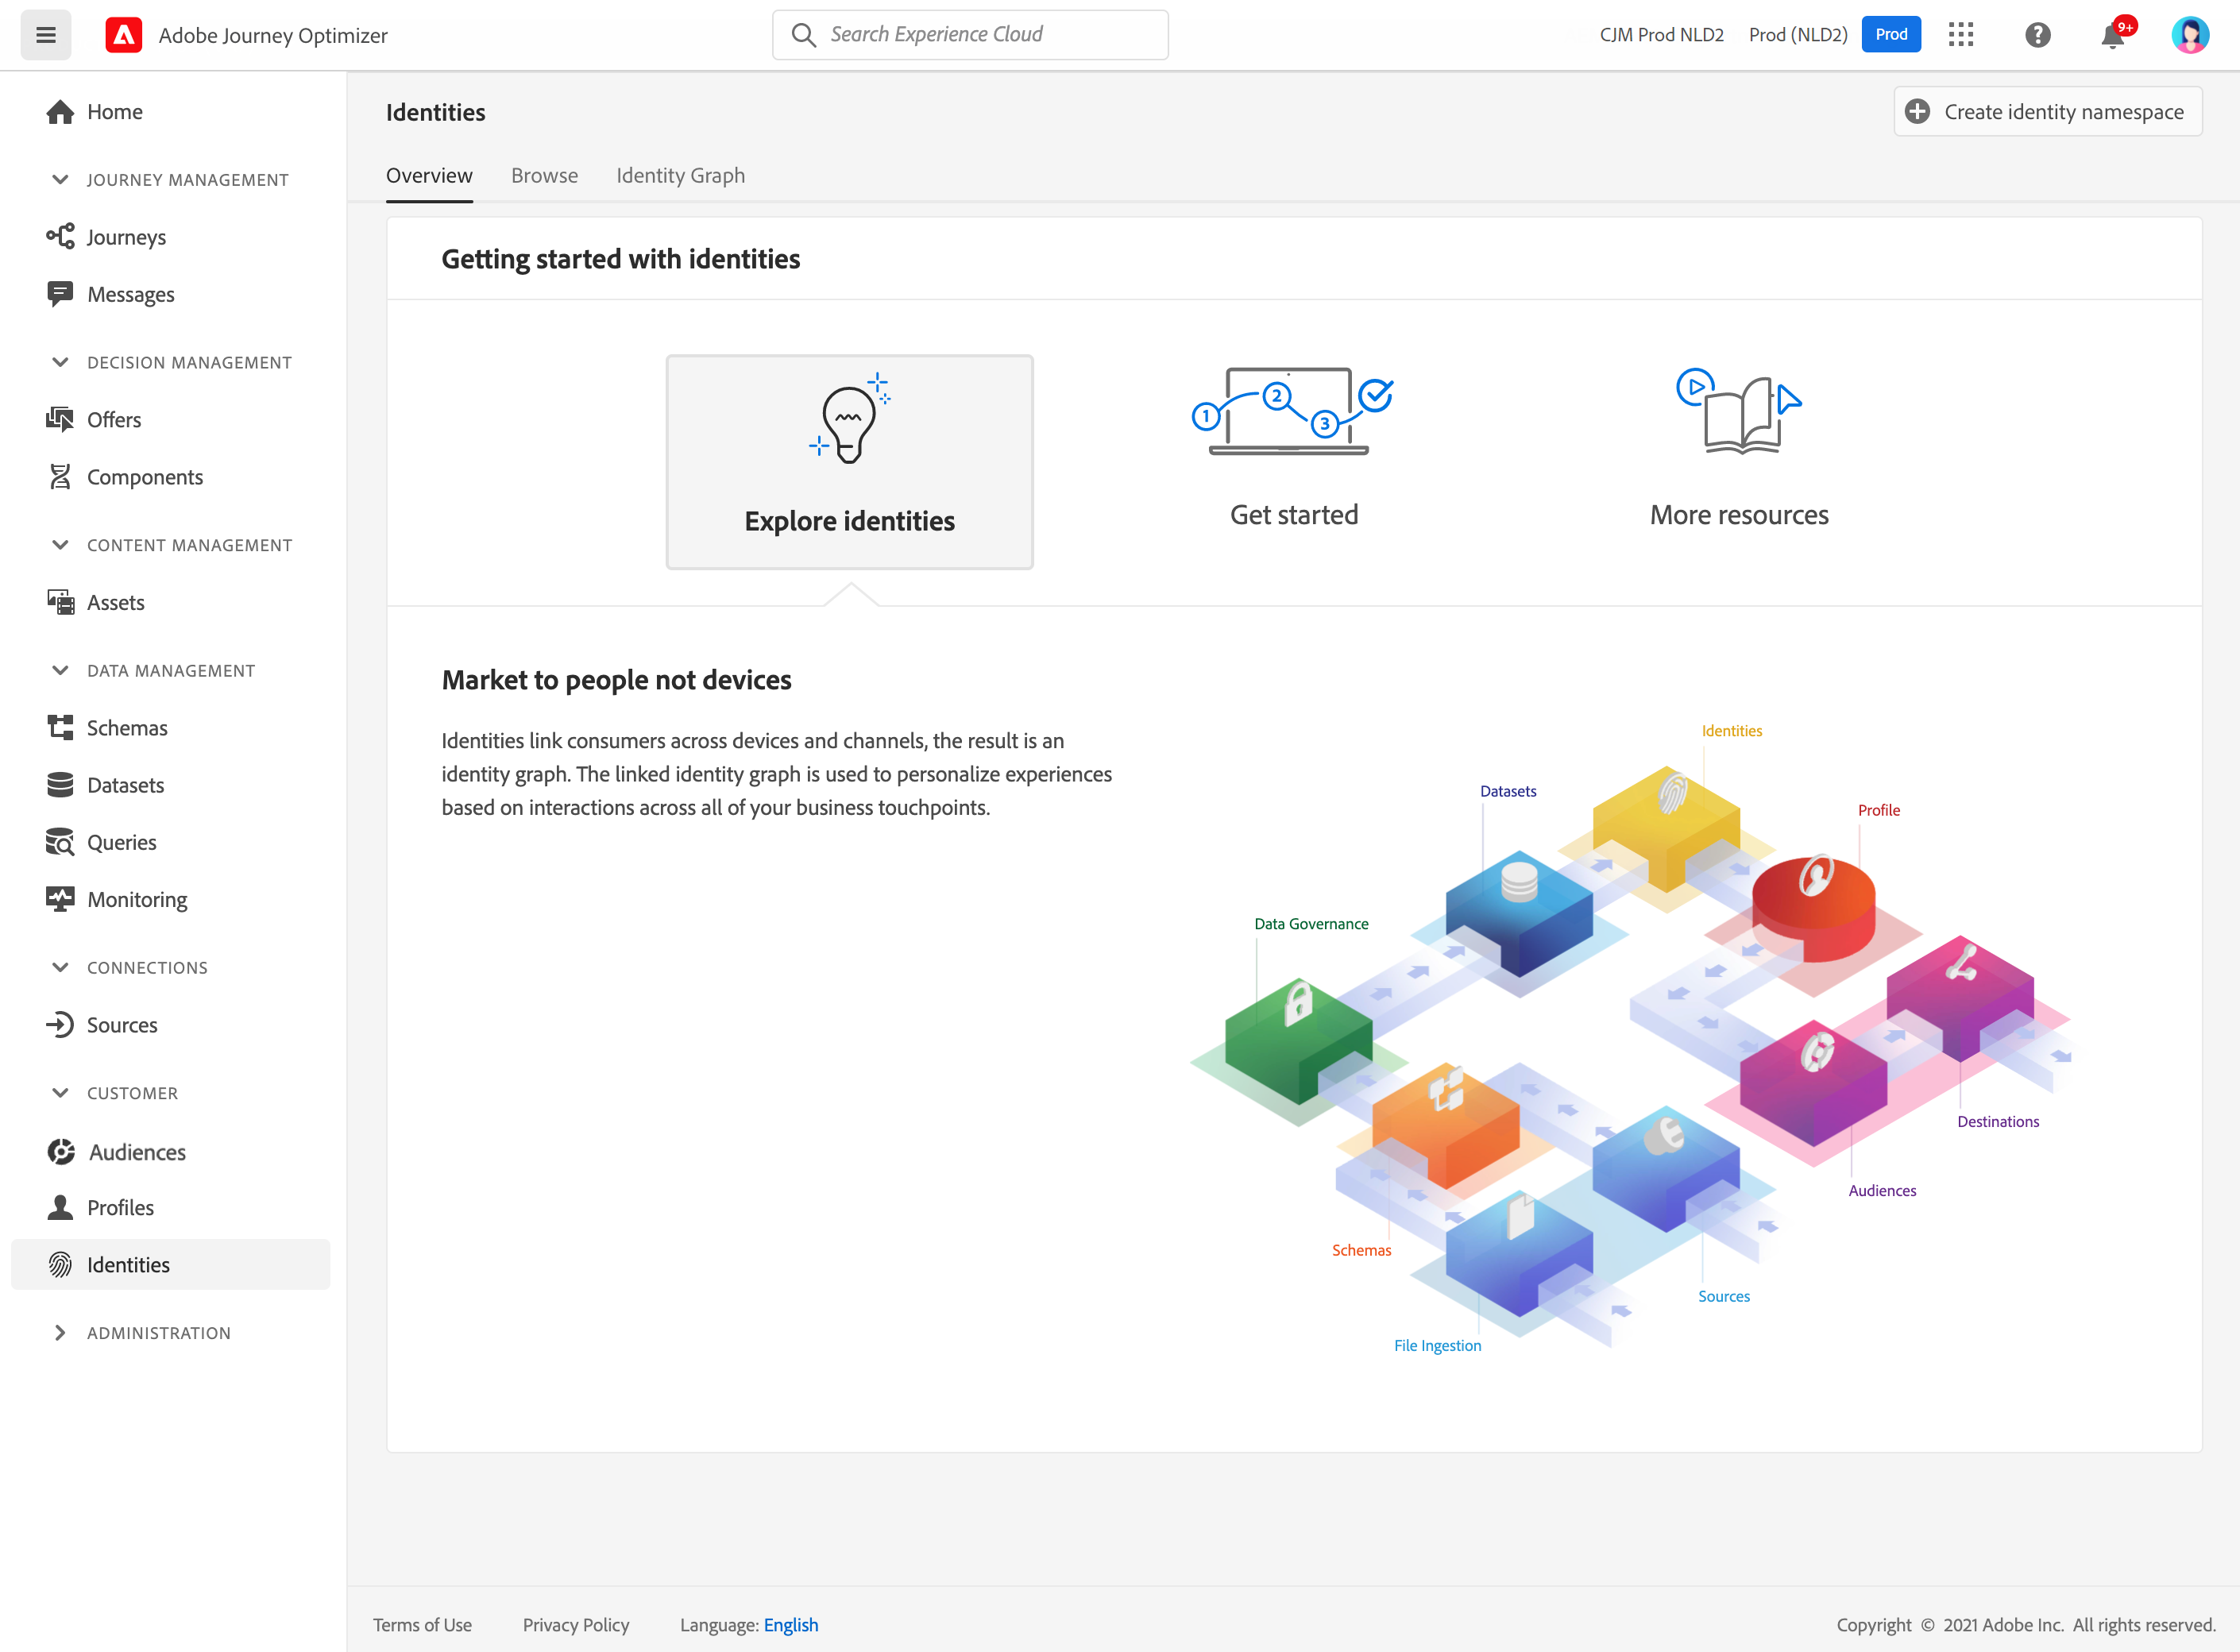 Adobe Journey Optimizer
Search Experience Cloud
CJM Prod NLD2
Prod (NLD2)
Prod
9+
Home
JOURNEY MANAGEMENT
Journeys
Messages
DECISION MANAGEMENT
Offers
Components
CONTENT MANAGEMENT
Assets
DATA MANAGEMENT
Schemas
Datasets
Queries
Monitoring
CONNECTIONS
Sources
CUSTOMER
Audiences
Profiles
Identities
ADMINISTRATION
Identities
Create identity namespace
Overview
Browse
Identity Graph
Getting started with identities
Explore identities
1
2
3
Get started
More resources
Market to people not devices
Identities link consumers across devices and channels, the result is an
identity graph. The linked identity graph is used to personalize experiences
based on interactions across all of your business touchpoints.
Identities
Datasets
Profile
Data Governance
Destinations
Audiences
Schemas
Sources
File Ingestion
Terms of Use
Privacy Policy
Language: English
Copyright © 2021 Adobe Inc. All rights reserved.